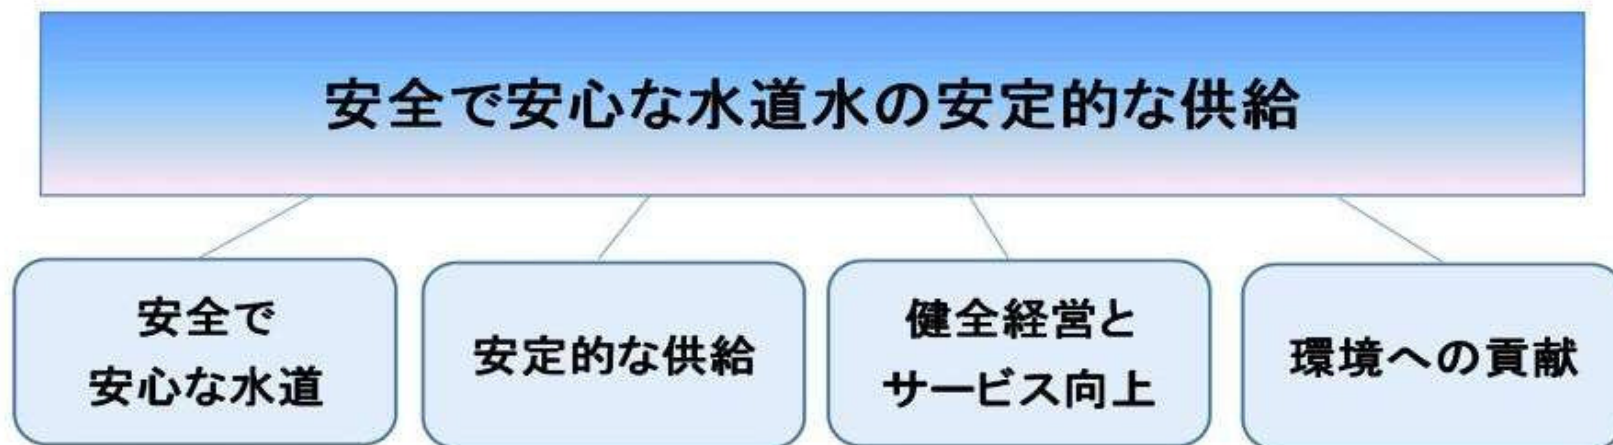 安全で安心な水道水の安定的な供給
安全で
安心な水道
安定的な供給
健全経営と
サービス向上
環境への貢献